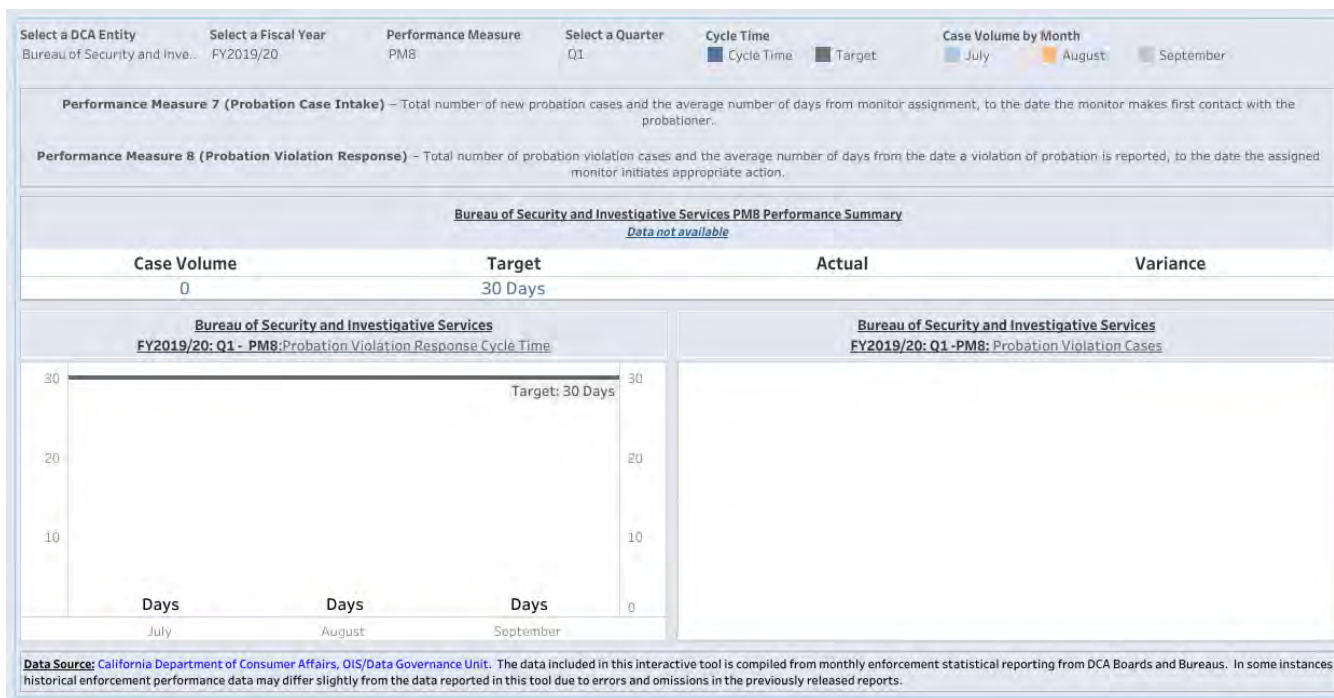 Select a DCA Entity Select a Fiscal Year Performance Measure Select a Quarter Cycle Time Case Volume by Month
Bureau of Security and Inve.. FY2019/20 PM8 Q1 Cycle Time Target July August September
Performance Measure 7 (Probation Case Intake) – Total number of new probation cases and the average number of days from monitor assignment, to the date the monitor makes first contact with the
probationer..
Performance Measure 8 (Probation Violation Response) – Total number of probation violation cases and the average number of days from the date a violation of probation is reported, to the date the assigned
monitor initiates appropriate action.
Bureau of Security and Investigative Services PM8 Performance Summary
Data not available
Case Volume Target Actual Variance
0 30 Days
Bureau of Security and Investigative Services
FY2019/20: Q1 - PM8:Probation Violation Response Cycle Time
30 30
Target: 30 Days
20 20
10 10
Days Days Days 0
July August September
Bureau of Security and Investigative Services
FY2019/20: Q1 -PM8: Probation Violation Cases
Data Source: California Department of Consumer Affairs, OIS/Data Governance Unit. The data included in this interactive tool is compiled from monthly enforcement statistical reporting from DCA Boards and Bureaus. In some instances
historical enforcement performance data may differ slightly from the data reported in this tool due to errors and omissions in the previously released reports.